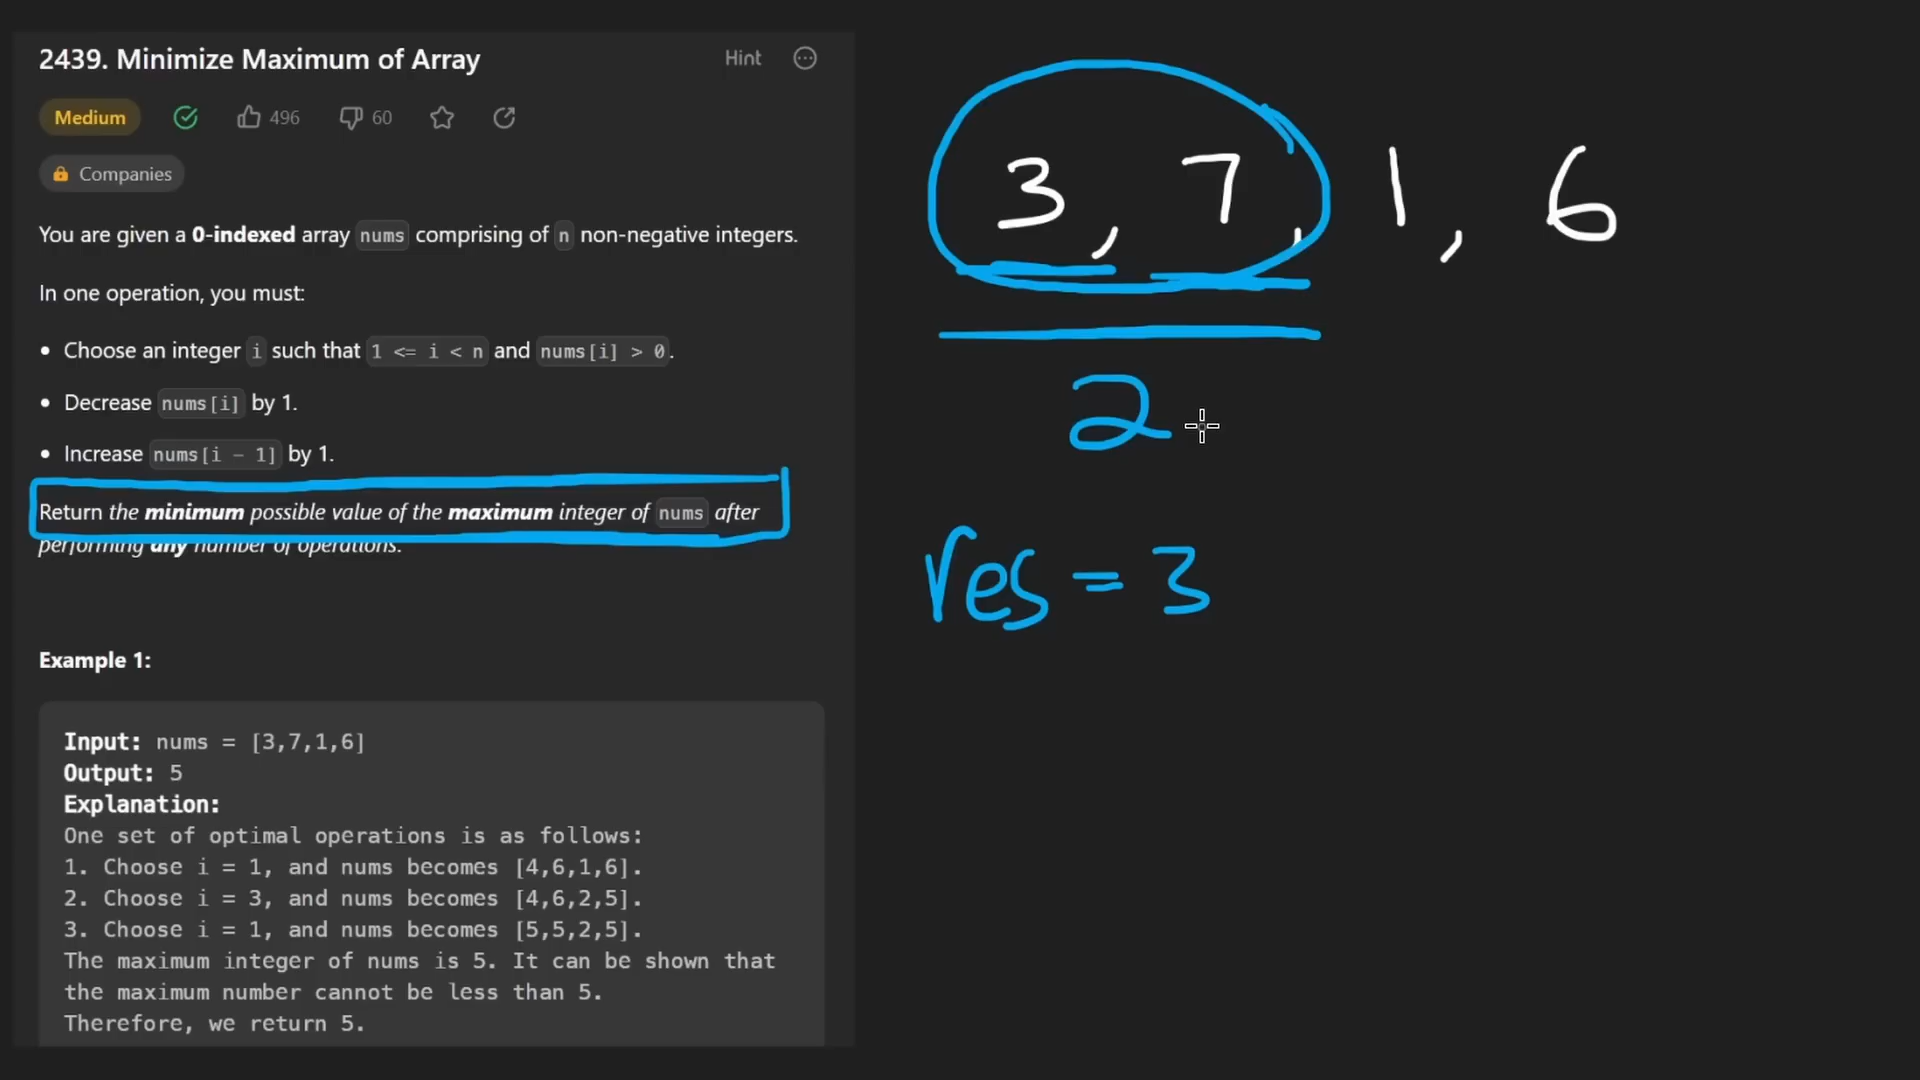 2439. Minimize Maximum of Array
Hint
Medium
496
60
Companies
You are given a 0-indexed array nums comprising of n non-negative integers.
In one operation, you must:
• Choose an integer i such that 1 <= i < n and nums[i] > 0.
• Decrease nums[i] by 1.
• Increase nums[i - 1] by 1.
Return the minimum possible value of the maximum integer of nums after
performing any number of operations.
Example 1:
Input: nums = [3,7,1,6]
Output: 5
Explanation:
One set of optimal operations is as follows:
1. Choose i = 1, and nums becomes [4,6,1,6].
2. Choose i = 3, and nums becomes [4,6,2,5].
3. Choose i = 1, and nums becomes [5,5,2,5].
The maximum integer of nums is 5. It can be shown that
the maximum number cannot be less than 5.
Therefore, we return 5.
3, 7, 1, 6
2
res = 3